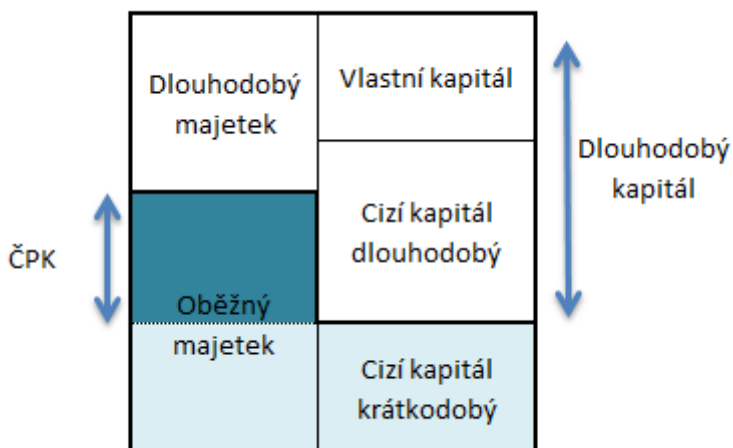 Dlouhodobý
majetek
Vlastní kapitál
Dlouhodobý
kapitál
Cizí kapitál
dlouhodobý
ČPK
Oběžný
majetek
Cizí kapitál
krátkodobý